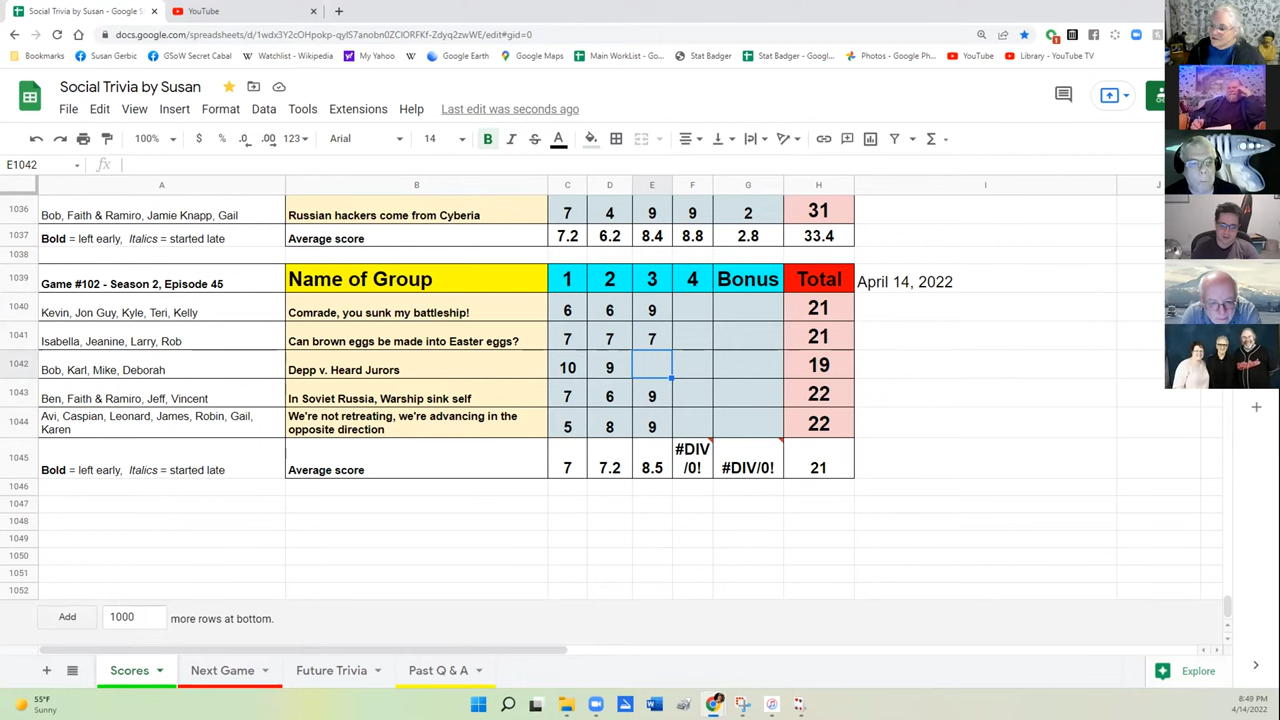 Social Trivia by Susan - Google S
YouTube
docs.google.com/spreadsheets/d/1wdx3Y2cOHpokp-qyIS7anobn0ZCIORFKf-Zdyq2zwWE/edit#gid=0
Bookmarks
Susan Gerbic
GSoW Secret Cabal
Watchlist - Wikipedia
My Yahoo
Google Earth
Google Maps
Main WorkList - Go...
Stat Badger
Stat Badger - Googl...
Photos - Google Ph...
YouTube
Library - YouTube TV
Social Trivia by Susan
File Edit View Insert Format Data Tools Extensions Help Last edit was seconds ago
100% $ % .0 .00 123 Arial 14 B I S A
E1042 fx
A B C D E F G H I J
1036 Bob, Faith & Ramiro, Jamie Knapp, Gail Russian hackers come from Cyberia 7 4 9 9 2 31
1037 Bold = left early, Italics = started late Average score 7.2 6.2 8.4 8.8 2.8 33.4
1038
1039 Game #102 - Season 2, Episode 45 Name of Group 1 2 3 4 Bonus Total April 14, 2022
1040 Kevin, Jon Guy, Kyle, Teri, Kelly Comrade, you sunk my battleship! 6 6 9 21
1041 Isabella, Jeanine, Larry, Rob Can brown eggs be made into Easter eggs? 7 7 7 21
1042 Bob, Karl, Mike, Deborah Depp v. Heard Jurors 10 9 19
1043 Ben, Faith & Ramiro, Jeff, Vincent In Soviet Russia, Warship sink self 7 6 9 22
1044 Avi, Caspian, Leonard, James, Robin, Gail, Karen We're not retreating, we're advancing in the opposite direction 5 8 9 22
1045 Bold = left early, Italics = started late Average score 7 7.2 8.5 #DIV/0! #DIV/0! 21
1046
1047
1048
1049
1050
1051
1052
Add 1000 more rows at bottom.
Scores Next Game Future Trivia Past Q & A Explore
55°F
Sunny
8:49 PM
4/14/2022